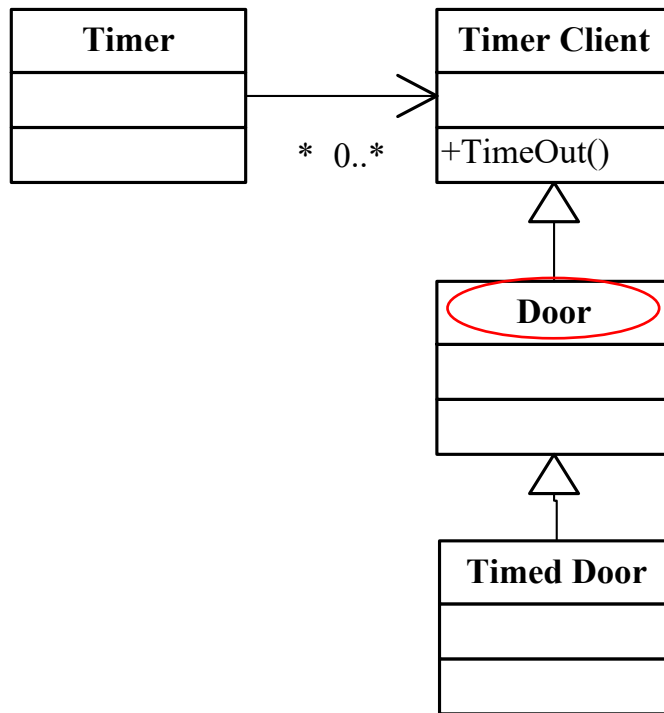 Timer
Timer Client
* 0..*
+TimeOut()
Door
Timed Door